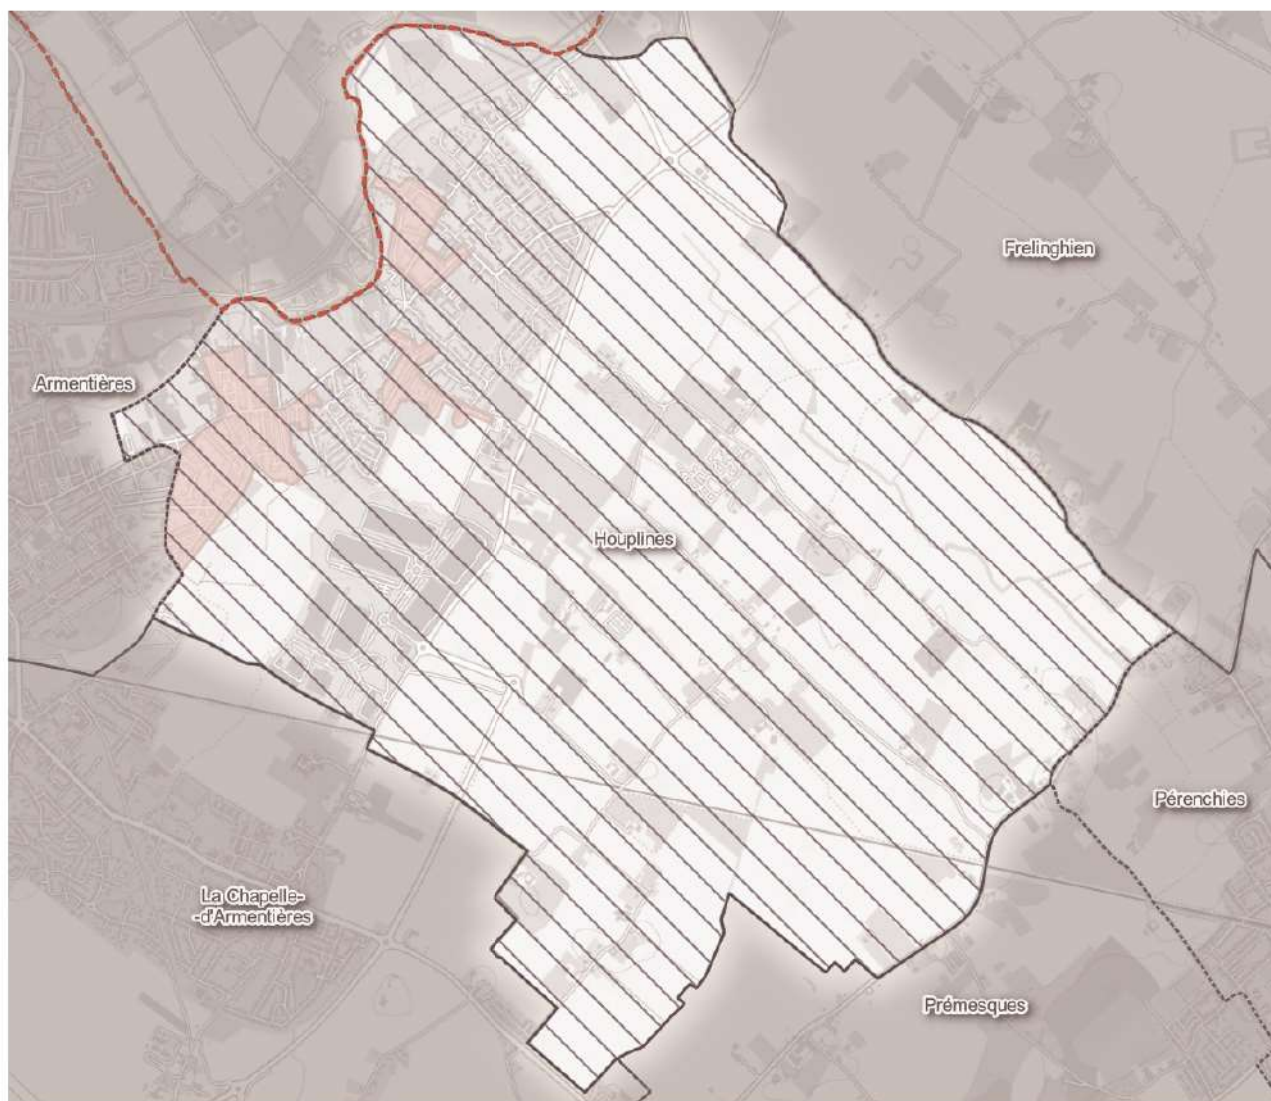 Frelinghien
Armentières
Houplines
Pérenchies
La Chapelle-
-d'Armentières
Prémesques